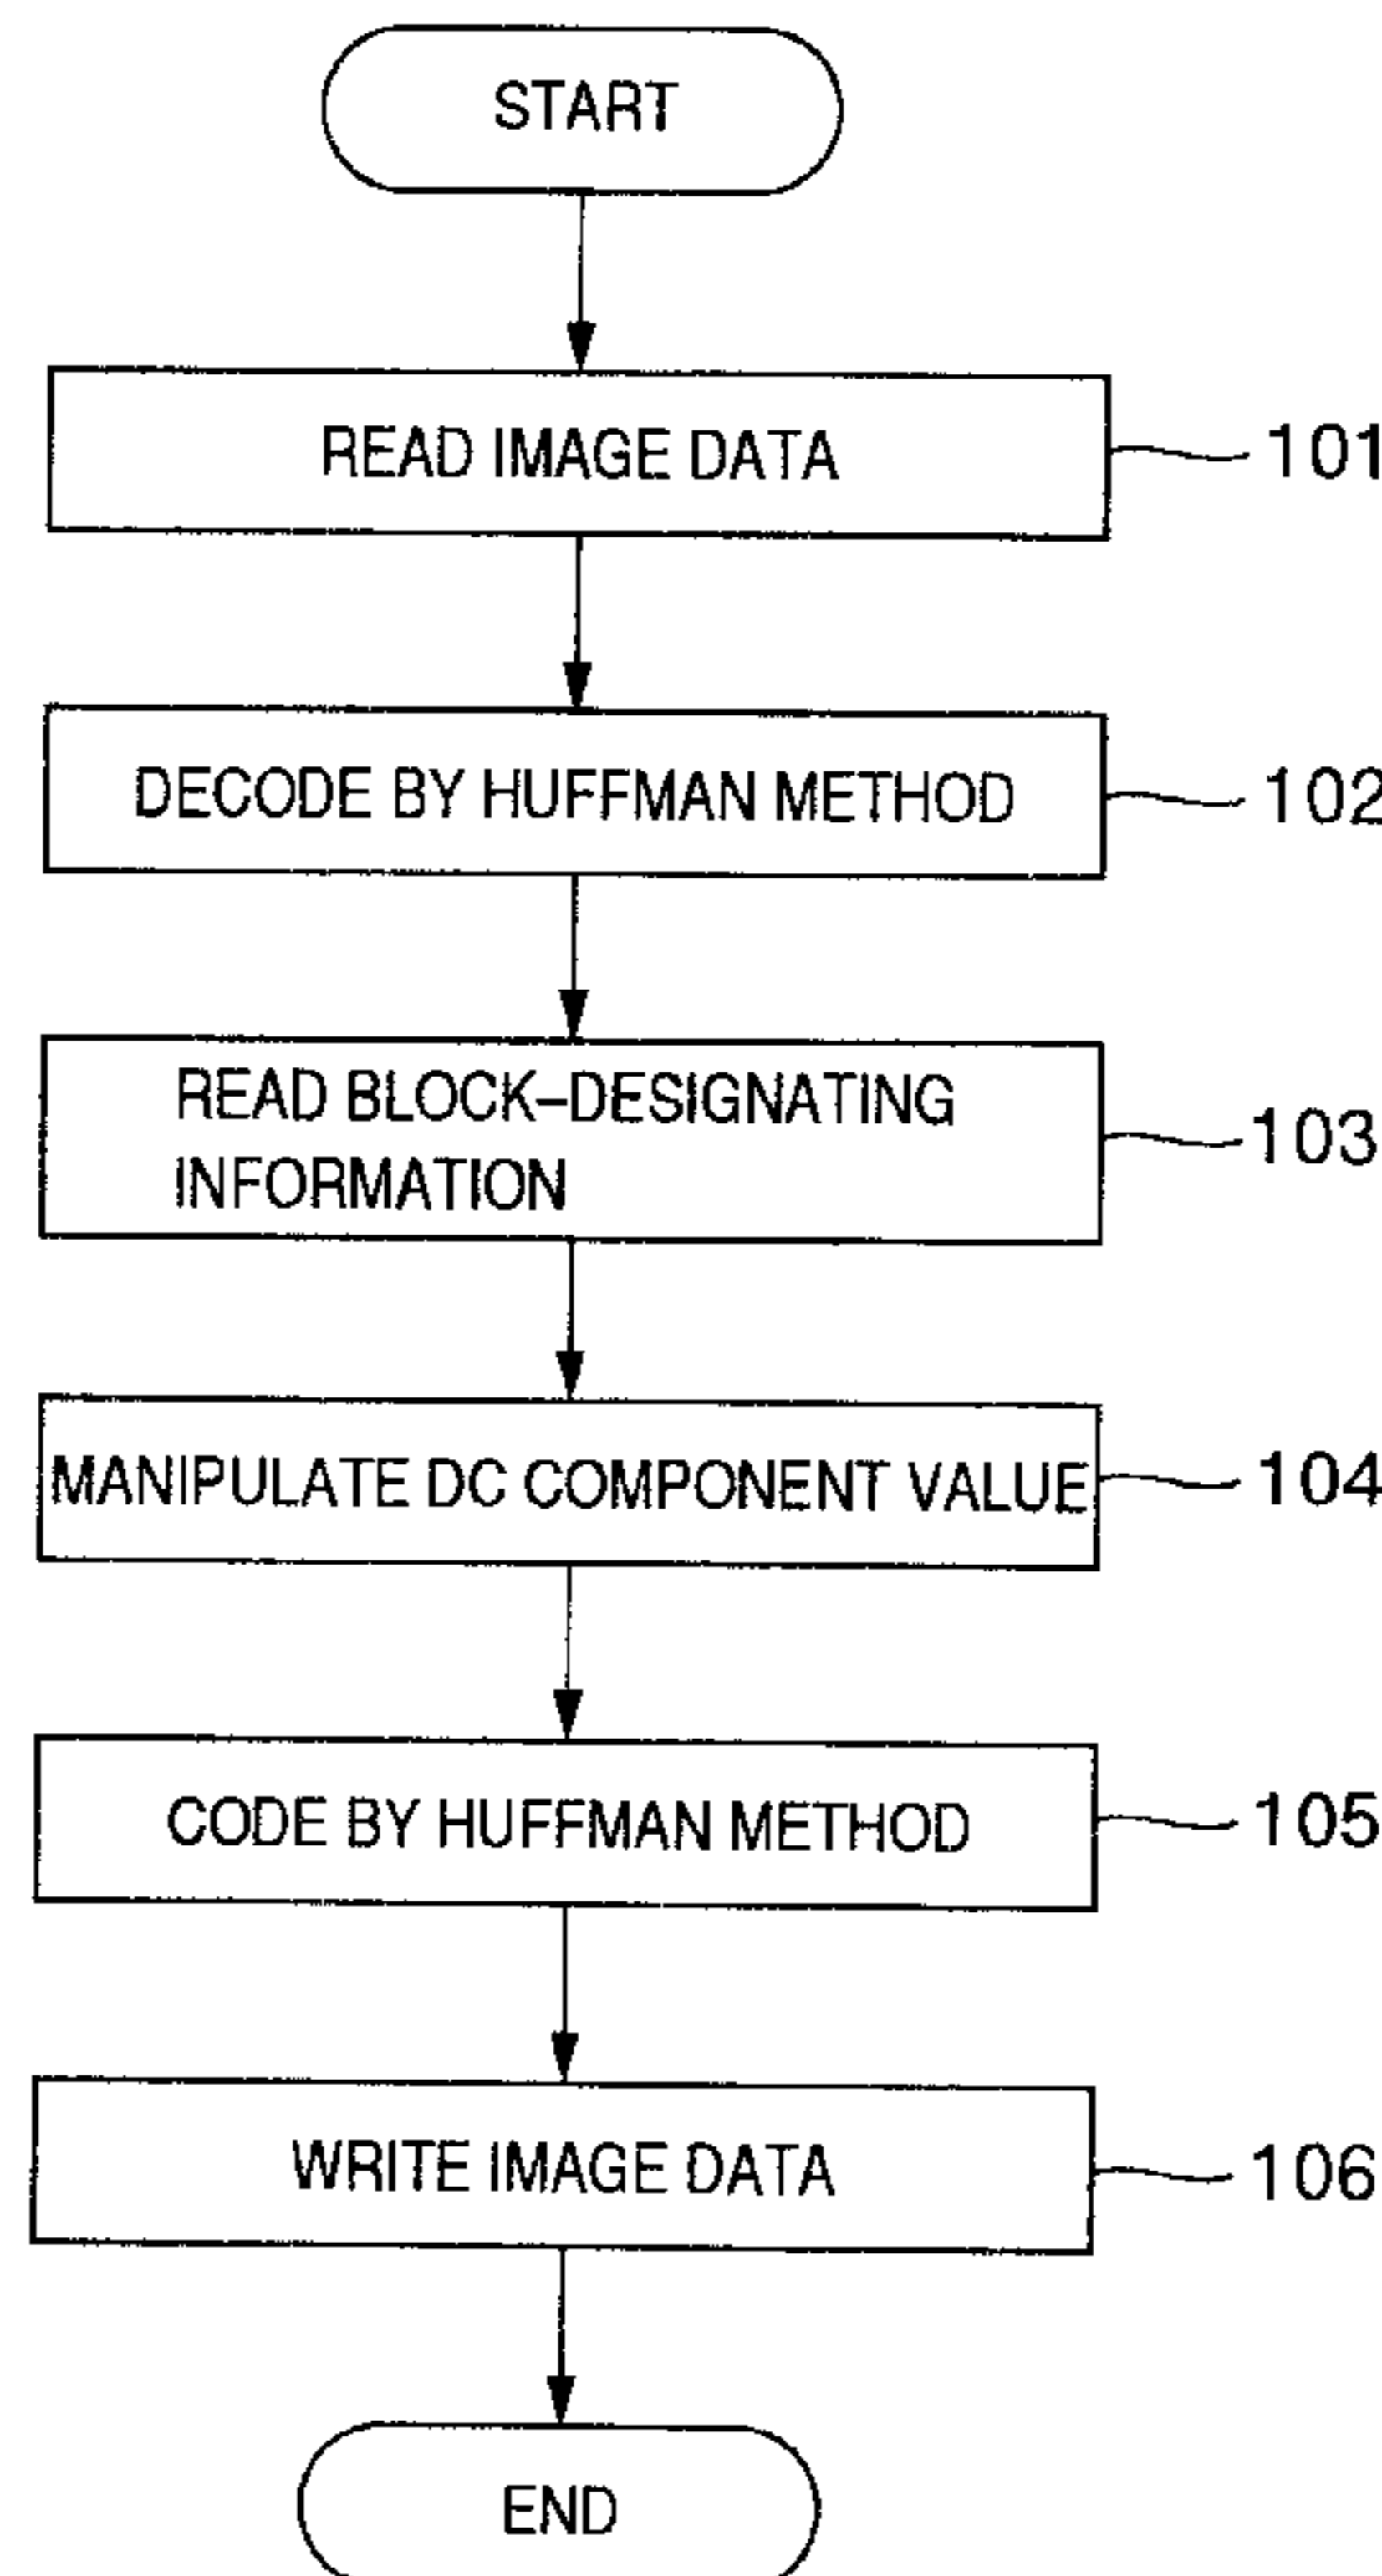 START
READ IMAGE DATA
101
DECODE BY HUFFMAN METHOD
102
READ BLOCK-DESIGNATING
INFORMATION
103
MANIPULATE DC COMPONENT VALUE
104
CODE BY HUFFMAN METHOD
105
WRITE IMAGE DATA
106
END